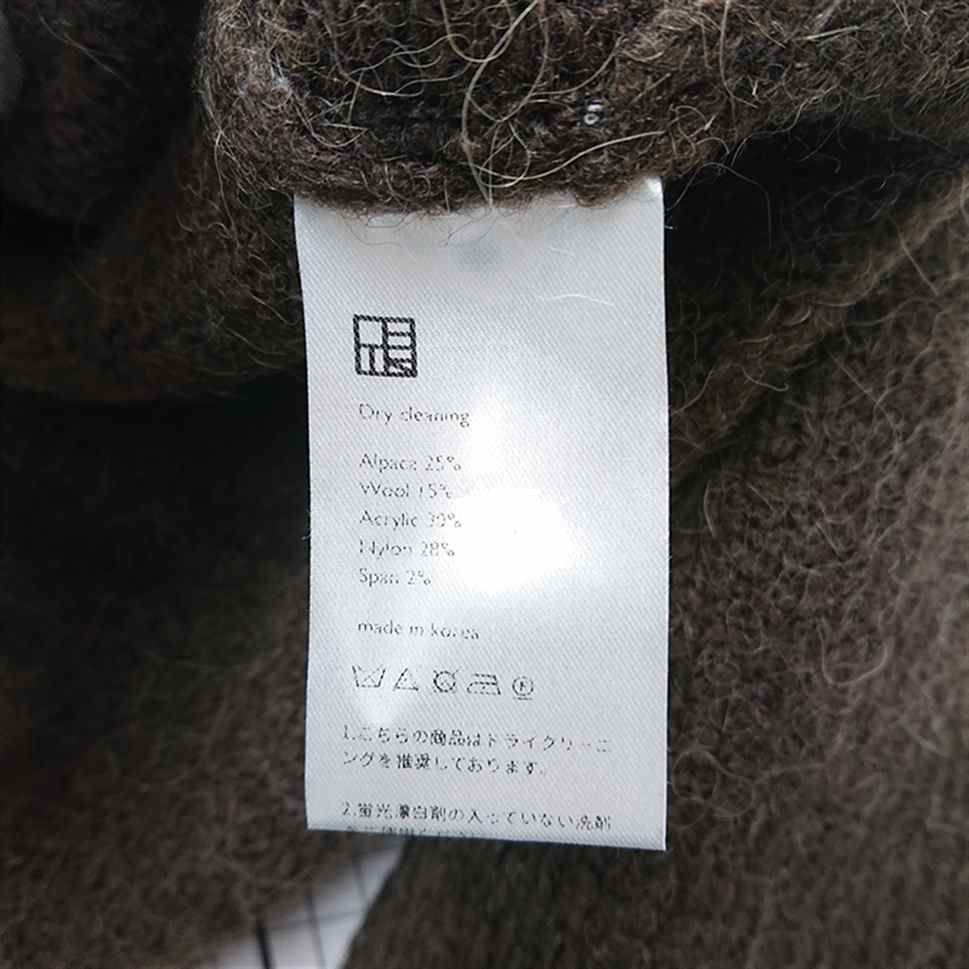 Dry cleaning
Alpaca 25%
Wool 15%
Acrylic 30%
Nylon 28%
Span 2%
made in korea
1.こちらの商品はドライクリーニ
ングを推奨しております。
2.蛍光漂白剤の入っていない洗剤